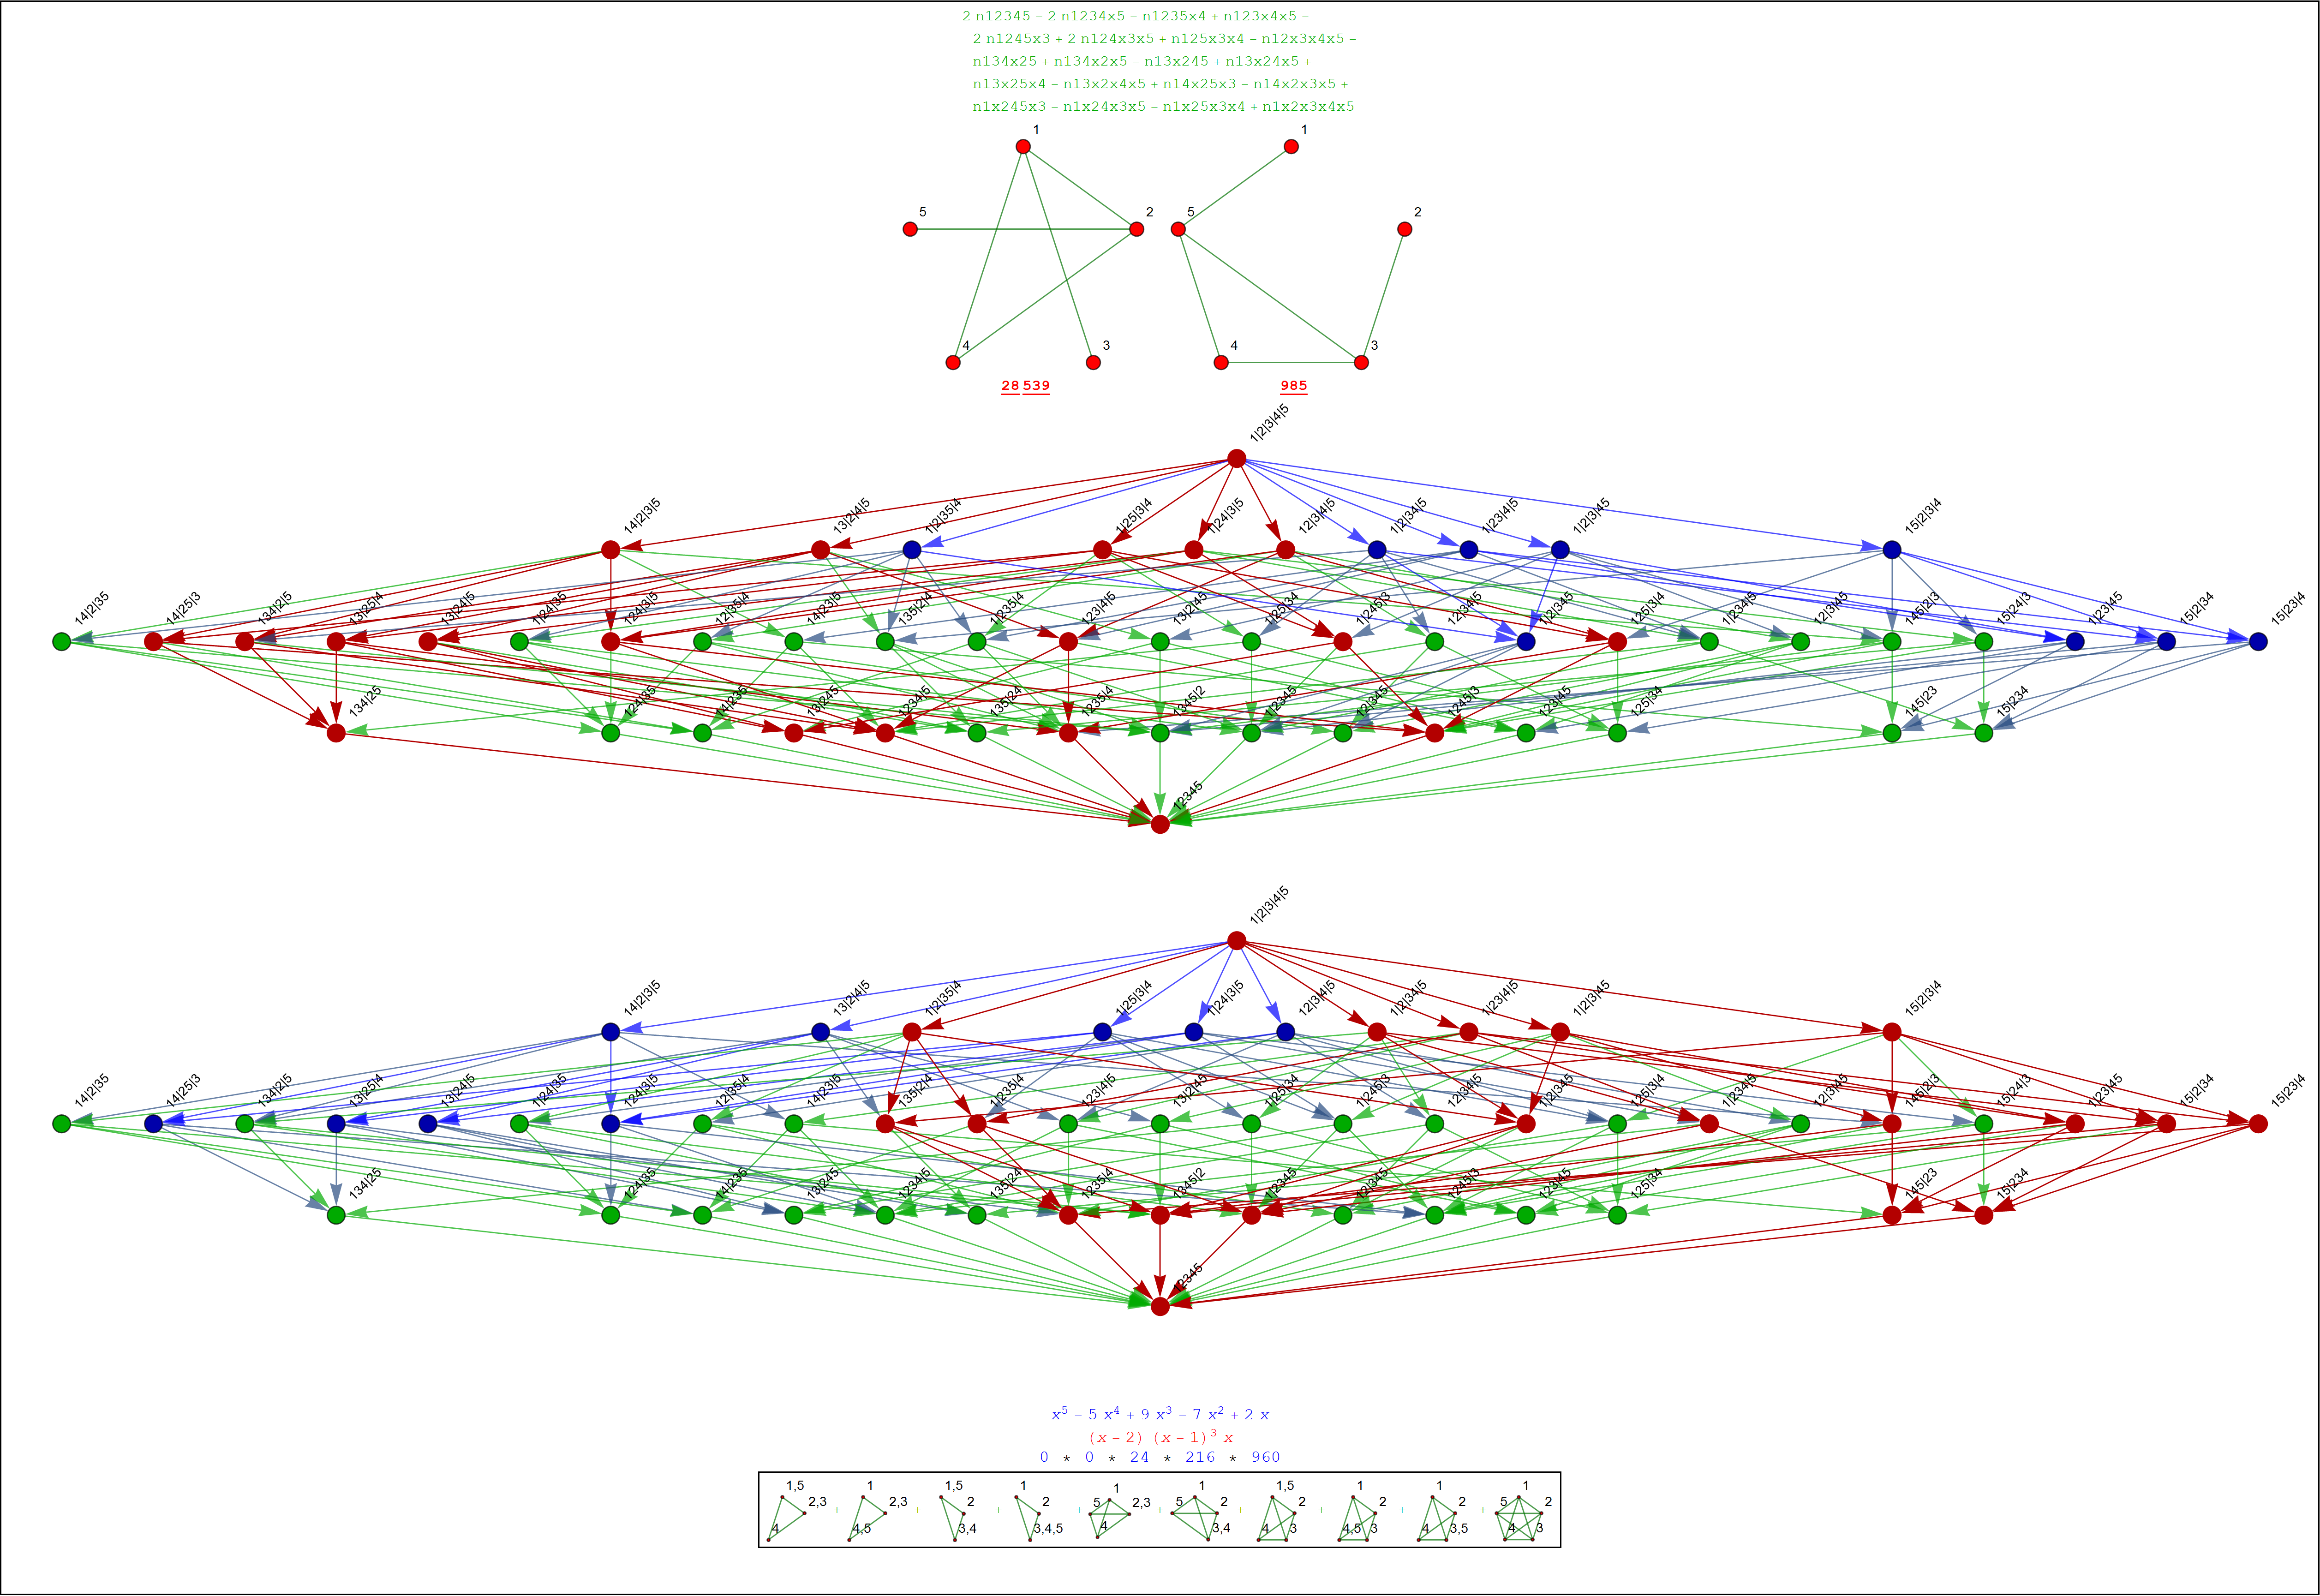 2 n12345 – 2 n1234x5 – n1235x4 + n123x4x5 –
2 n1245x3 + 2 n124x3x5 + n125x3x4 – n12x3x4x5 –
n134x25 + n134x2x5 – n13x245 + n13x24x5 +
n13x25x4 – n13x2x4x5 + n14x25x3 – n14x2x3x5 +
n1x245x3 – n1x24x3x5 – n1x25x3x4 + n1x2x3x4x5
1 1
5 2 5 2
4 3 4 3
28 539 985
1|2|3|4|5
14|2|3|5 13|2|4|5 1|2|35|4 1|25|3|4 1|24|3|5 12|3|4|5 1|2|34|5 1|23|4|5 1|2|3|45 15|2|3|4
14|2|35 14|25|3 134|2|5 13|25|4 13|24|5 1|24|35 124|3|5 12|35|4 14|23|5 135|2|4 1|235|4 123|4|5 13|2|45 1|25|34 1|245|3 12|34|5 1|2|345 125|3|4 1|234|5 12|3|45 145|2|3 15|24|3 1|23|45 15|2|34 15|23|4
134|25 124|35 14|235 13|245 1234|5 135|24 1235|4 1345|2 1|2345 12|345 1245|3 123|45 125|34 145|23 15|234
12345
1|2|3|4|5
14|2|3|5 13|2|4|5 1|2|35|4 1|25|3|4 1|24|3|5 12|3|4|5 1|2|34|5 1|23|4|5 1|2|3|45 15|2|3|4
14|2|35 14|25|3 134|2|5 13|25|4 13|24|5 1|24|35 124|3|5 12|35|4 14|23|5 135|2|4 1|235|4 123|4|5 13|2|45 1|25|34 1|245|3 12|34|5 1|2|345 125|3|4 1|234|5 12|3|45 145|2|3 15|24|3 1|23|45 15|2|34 15|23|4
134|25 124|35 14|235 13|245 1234|5 135|24 1235|4 1345|2 1|2345 12|345 1245|3 123|45 125|34 145|23 15|234
12345
x⁵ – 5 x⁴ + 9 x³ – 7 x² + 2 x
(x – 2) (x – 1)³ x
0 * 0 * 24 * 216 * 960
1,5 2,3 4 + 1 2,3 4,5 + 1,5 2 3,4 + 1 2 3,4,5 + 5 1 2,3 4 + 5 1 2 3,4 + 1,5 2 4 3 + 1 2 4,5 3 + 1 2 4 3,5 + 5 1 2 4 3